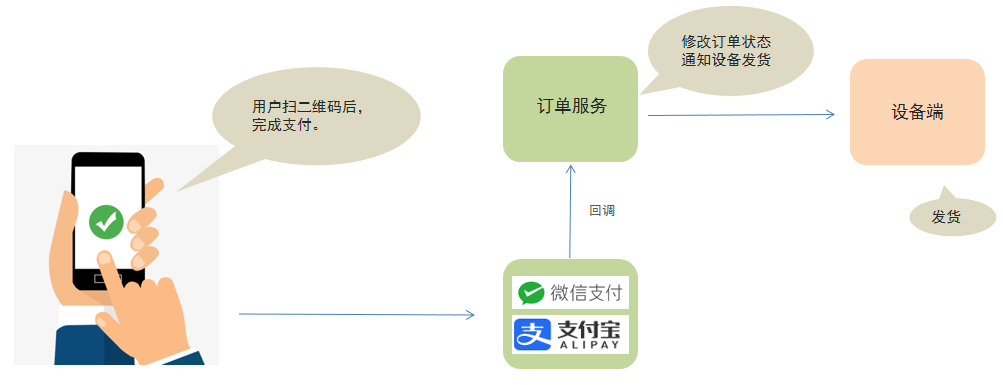 修改订单状态
通知设备发货
用户扫二维码后，
完成支付。
订单服务
设备端
回调
发货
微信支付
支 支付宝
ALIPAY